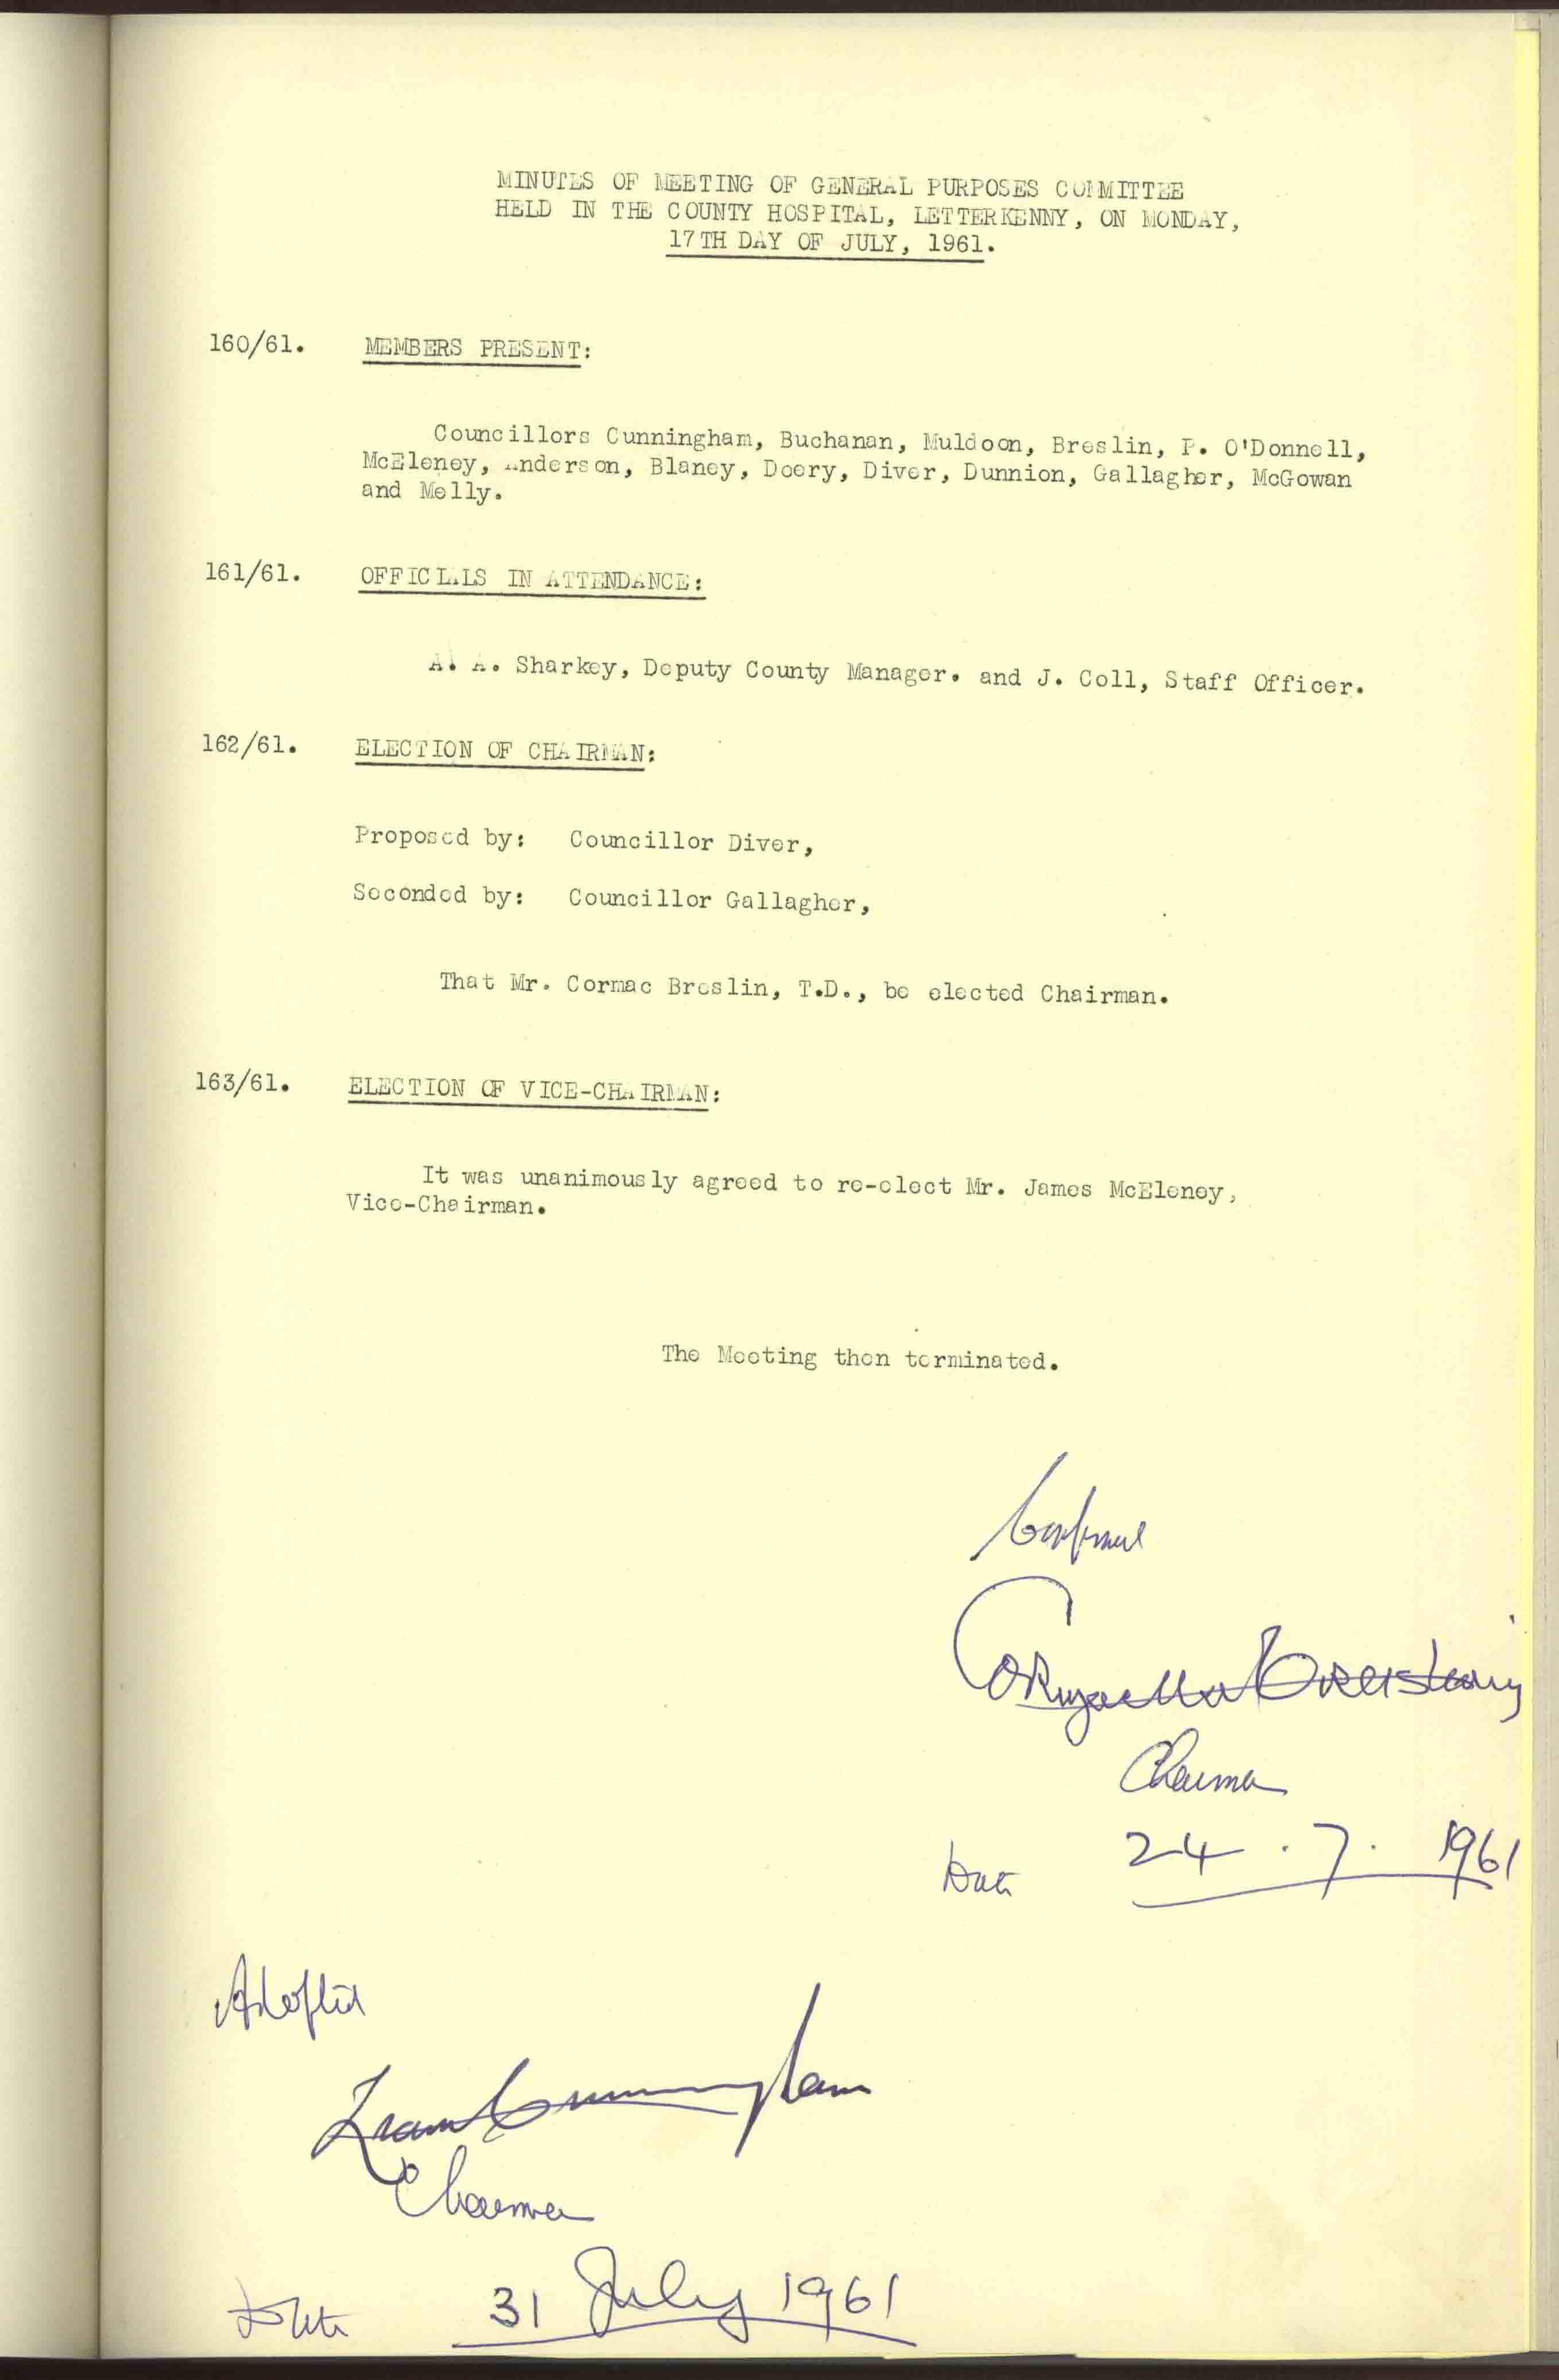 MINUTES OF MEETING OF GENERAL PURPOSES COMMITTEE
HELD IN THE COUNTY HOSPITAL, LETTERKENNY, ON MONDAY,
17TH DAY OF JULY, 1961.
160/61. MEMBERS PRESENT:
Councillors Cunningham, Buchanan, Muldoon, Breslin, P. O'Donnell,
McEleney, Anderson, Blaney, Doery, Diver, Dunnion, Gallagher, McGowan
and Melly.
161/61. OFFICIALS IN ATTENDANCE:
A. A. Sharkey, Deputy County Manager. and J. Coll, Staff Officer.
162/61. ELECTION OF CHAIRMAN:
Proposed by: Councillor Diver,
Seconded by: Councillor Gallagher,
That Mr. Cormac Breslin, T.D., be elected Chairman.
163/61. ELECTION OF VICE-CHAIRMAN:
It was unanimously agreed to re-elect Mr. James McEleney,
Vice-Chairman.
The Meeting then terminated.
Confirmed
Chairman
Date 24.7.1961
Adopted
Liam Cunningham
Chairman
Date 31 July 1961